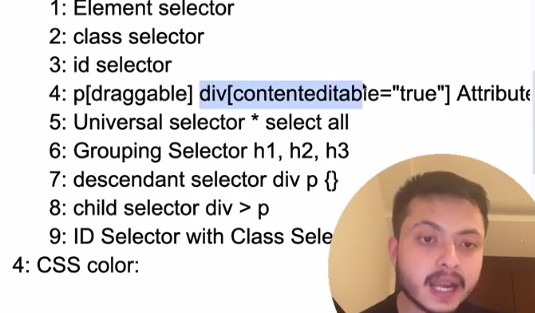 1: Element selector
2: class selector
3: id selector
4: p[draggable] div[contenteditable="true"] Attribute
5: Universal selector * select all
6: Grouping Selector h1, h2, h3
7: descendant selector div p {}
8: child selector div > p
9: ID Selector with Class Sele
4: CSS color: